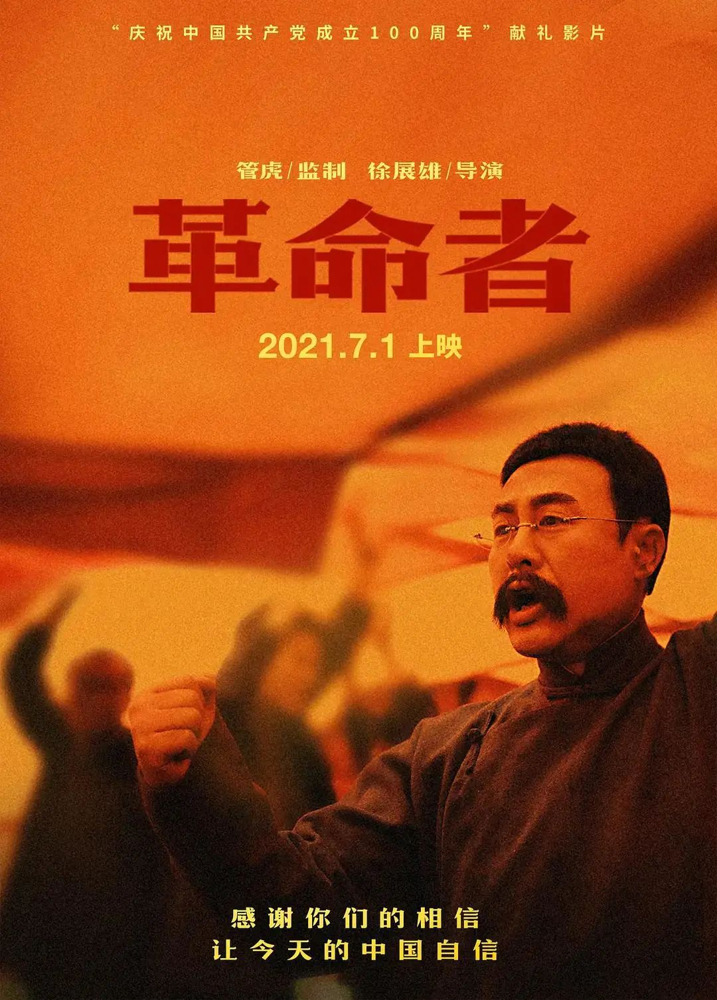 “庆祝中国共产党成立100周年”献礼影片
管虎/监制 徐展雄/导演
革命者
2021.7.1 上映
感谢你们的相信
让今天的中国自信